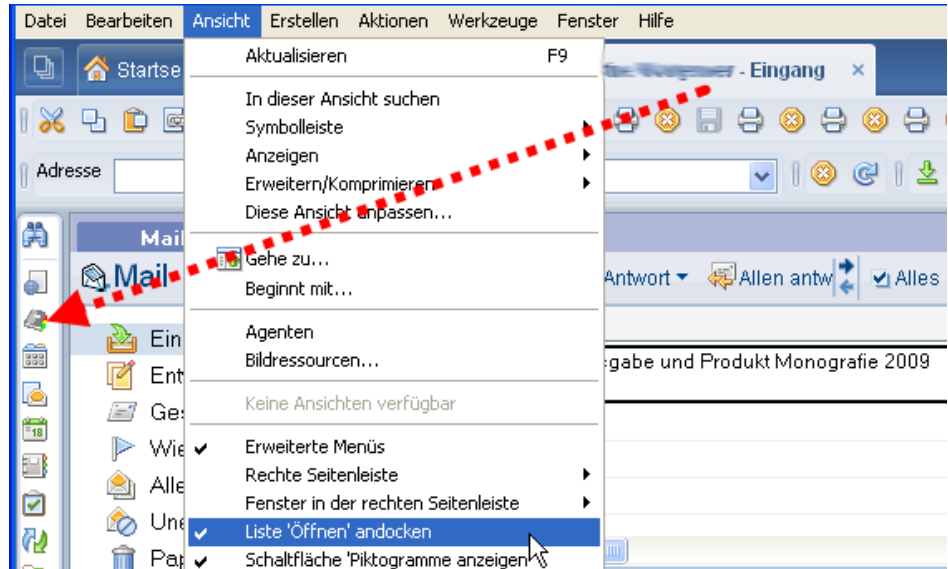 Datei Bearbeiten Ansicht Erstellen Aktionen Werkzeuge Fenster Hilfe
Aktualisieren F9
Startse - Eingang
In dieser Ansicht suchen
Symbolleiste
Anzeigen
Adresse
Erweitern/Komprimieren
Diese Ansicht anpassen...
Mail
Gehe zu...
Mail Antwort Allen antw Alles
Beginnt mit...
Agenten
Ein
Bildressourcen...
gabe und Produkt Monografie 2009
Ent
Keine Ansichten verfügbar
Ges
Erweiterte Menüs
Wie
Rechte Seitenleiste
Alle
Fenster in der rechten Seitenleiste
Une
Liste 'Öffnen' andocken
18
Schaltfläche 'Piktogramme anzeigen'
Pap